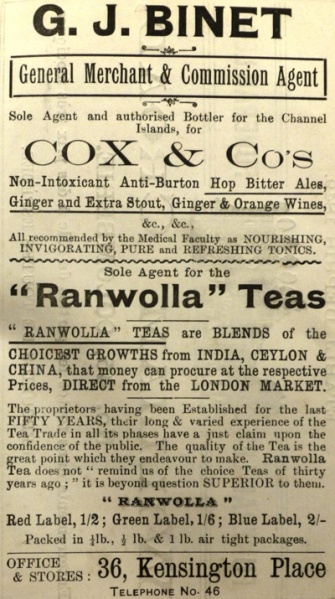 G. J. BINET
General Merchant & Commission Agent
Sole Agent and authorised Bottler for the Channel
Islands, for
COX & Co's
Non-Intoxicant Anti-Burton Hop Bitter Ales,
Ginger and Extra Stout, Ginger & Orange Wines,
&c., &c.,
All recommended by the Medical Faculty as NOURISHING,
INVIGORATING, PURE and REFRESHING TONICS.
Sole Agent for the
"Ranwolla" Teas
"RANWOLLA" TEAS are BLENDS of the
CHOICEST GROWTHS from INDIA, CEYLON &
CHINA, that money can procure at the respective
Prices, DIRECT from the LONDON MARKET.
The proprietors having been Established for the last
FIFTY YEARS, their long & varied experience of the
Tea Trade in all its phases have a just claim upon the
confidence of the public. The quality of the Tea is the
great point which they endeavour to make. Ranwolla
Tea does not "remind us of the choice Teas of thirty
years ago;" it is beyond question SUPERIOR to them.
"RANWOLLA"
Red Label, 1/2; Green Label, 1/6; Blue Label, 2/-
Packed in ¼lb., ½ lb. & 1 lb. air tight packages.
OFFICE
& STORES: 36, Kensington Place
TELEPHONE No. 46